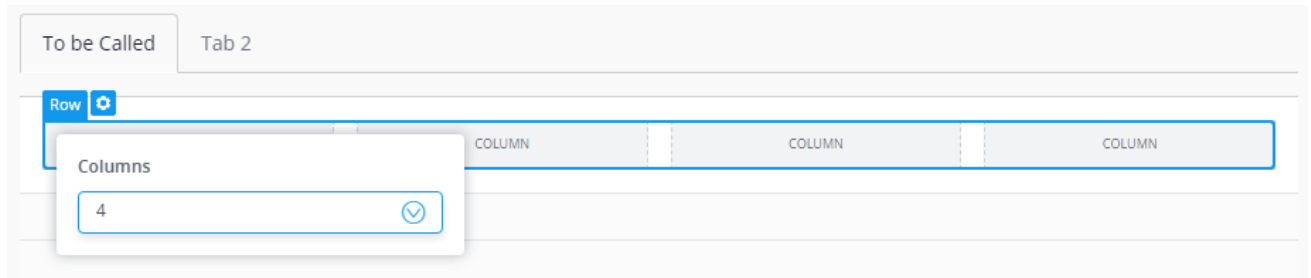 To be Called Tab 2
Row
COLUMN COLUMN COLUMN
Columns
4